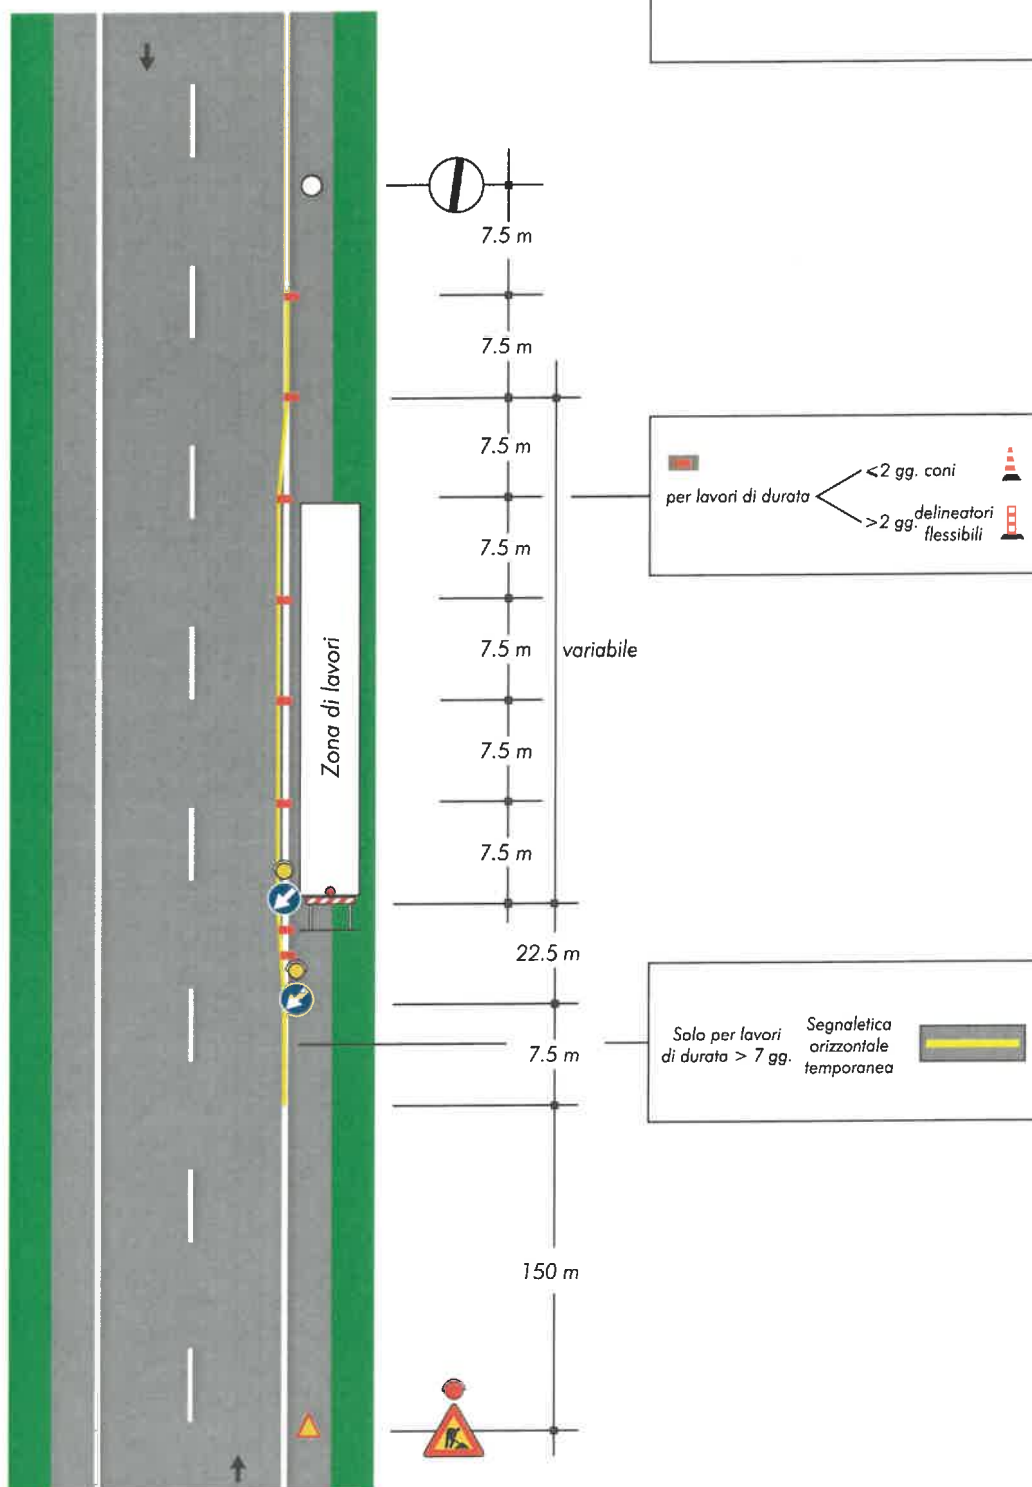 7.5 m
7.5 m
7.5 m
per lavori di durata
≤2 gg. coni
>2 gg. delineatori
flessibili
7.5 m
Zona di lavori
7.5 m
variabile
7.5 m
7.5 m
22.5 m
7.5 m
Solo per lavori
di durata > 7 gg.
Segnaletica
orizzontale
temporanea
150 m